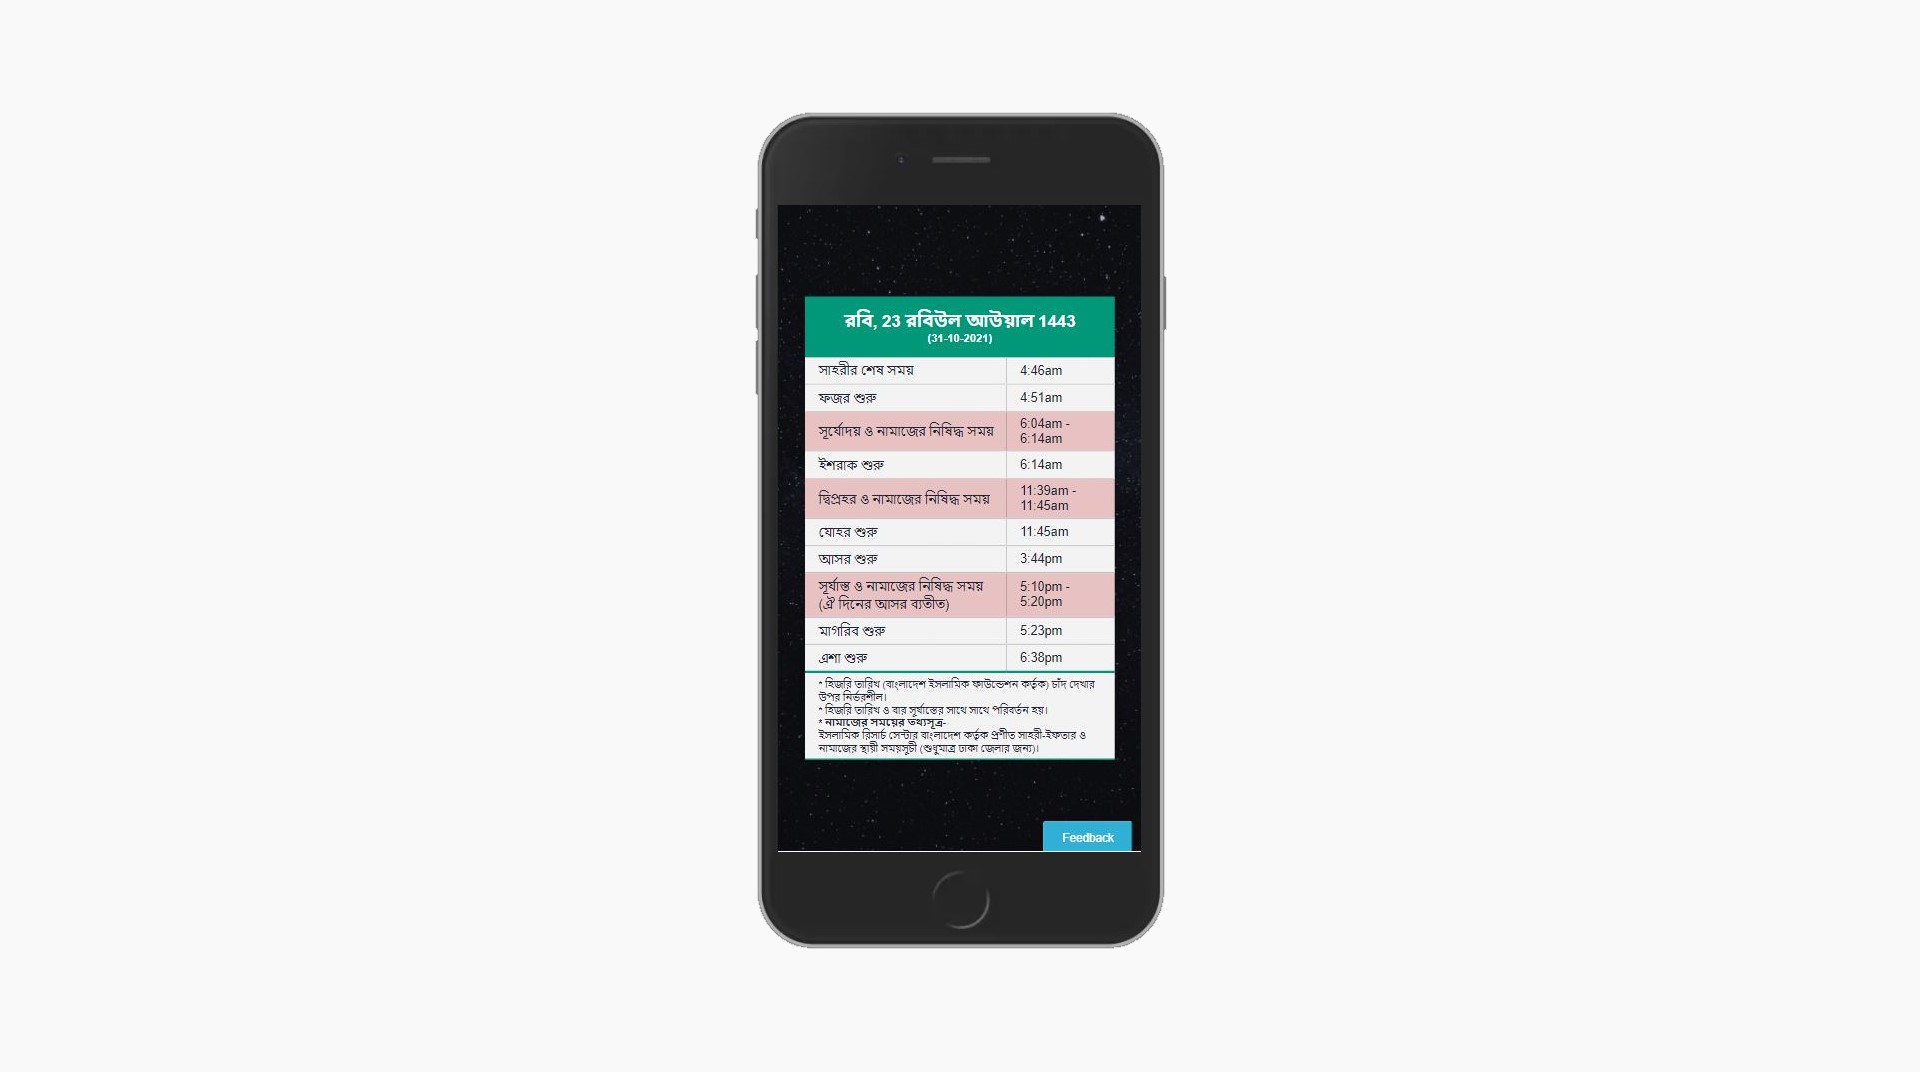 রবি, 23 রবিউল আউয়াল 1443
(31-10-2021)
সাহরীর শেষ সময় 4:46am
ফজর শুরু 4:51am
সূর্যোদয় ও নামাজের নিষিদ্ধ সময় 6:04am -
6:14am
ইশরাক শুরু 6:14am
দ্বিপ্রহর ও নামাজের নিষিদ্ধ সময় 11:39am -
11:45am
যোহর শুরু 11:45am
আসর শুরু 3:44pm
সূর্যাস্ত ও নামাজের নিষিদ্ধ সময় 5:10pm -
(ঐ দিনের আসর ব্যতীত) 5:20pm
মাগরিব শুরু 5:23pm
এশা শুরু 6:38pm
* হিজরি তারিখ (বাংলাদেশ ইসলামিক ফাউন্ডেশন কর্তৃক) চাঁদ দেখার
উপর নির্ভরশীল।
* হিজরি তারিখ ও বার সূর্যাস্তের সাথে সাথে পরিবর্তন হয়।
* নামাজের সময়ের তথ্যসূত্র-
ইসলামিক রিসার্চ সেন্টার বাংলাদেশ কর্তৃক প্রণীত সাহরী-ইফতার ও
নামাজের স্থায়ী সময়সূচী (শুধুমাত্র ঢাকা জেলার জন্য)।
Feedback